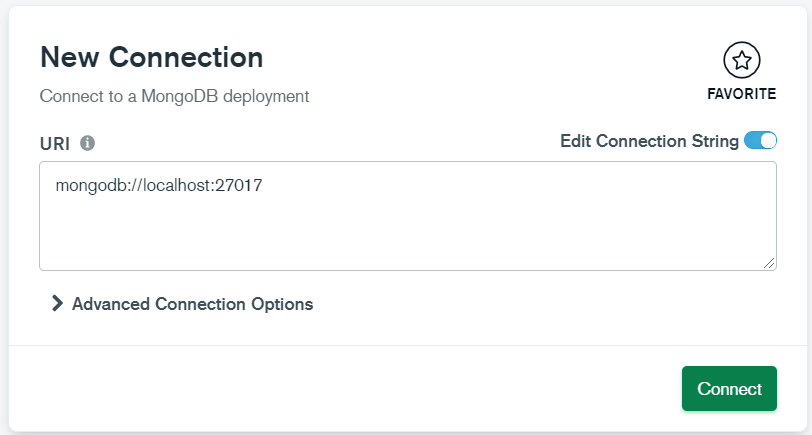 New Connection
Connect to a MongoDB deployment
FAVORITE
URI
Edit Connection String
mongodb://localhost:27017
Advanced Connection Options
Connect